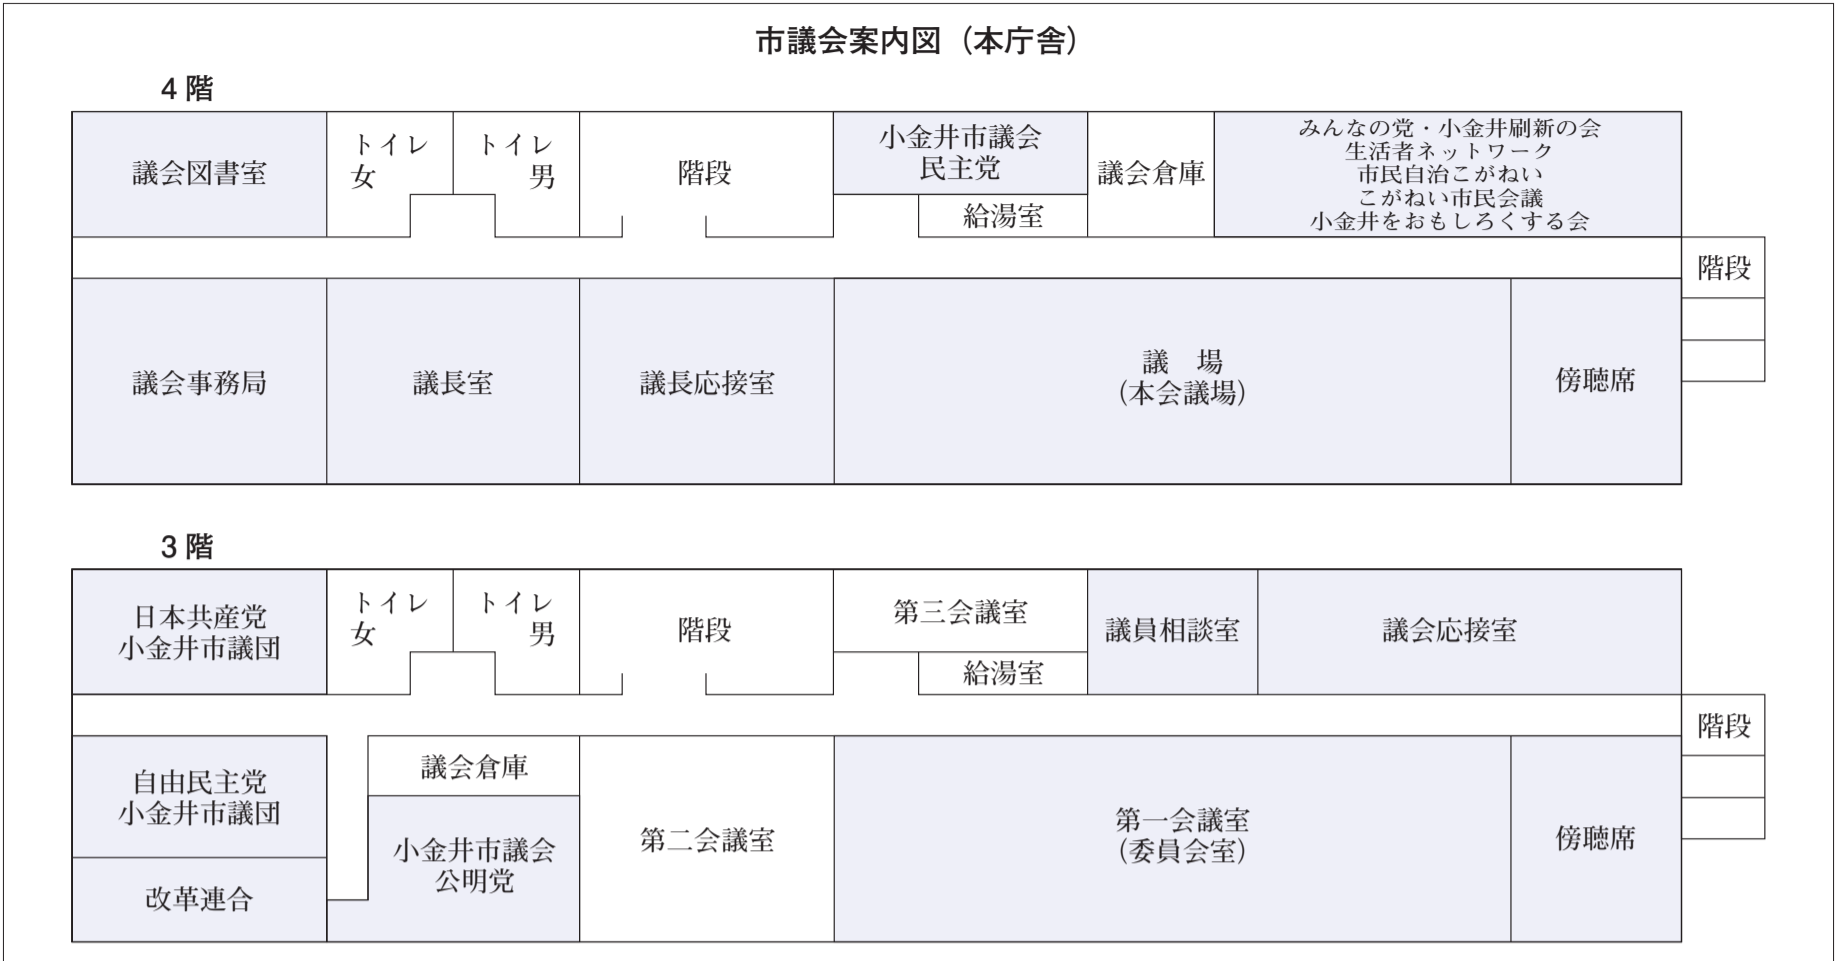 市議会案内図（本庁舎）
4階
議会図書室
トイレ
女
トイレ
男
階段
小金井市議会
民主党
給湯室
議会倉庫
みんなの党・小金井刷新の会
生活者ネットワーク
市民自治こがねい
こがねい市民会議
小金井をおもしろくする会
階段
議会事務局
議長室
議長応接室
議　場
（本会議場）
傍聴席
3階
日本共産党
小金井市議団
トイレ
女
トイレ
男
階段
第三会議室
給湯室
議員相談室
議会応接室
階段
自由民主党
小金井市議団
改革連合
議会倉庫
小金井市議会
公明党
第二会議室
第一会議室
（委員会室）
傍聴席